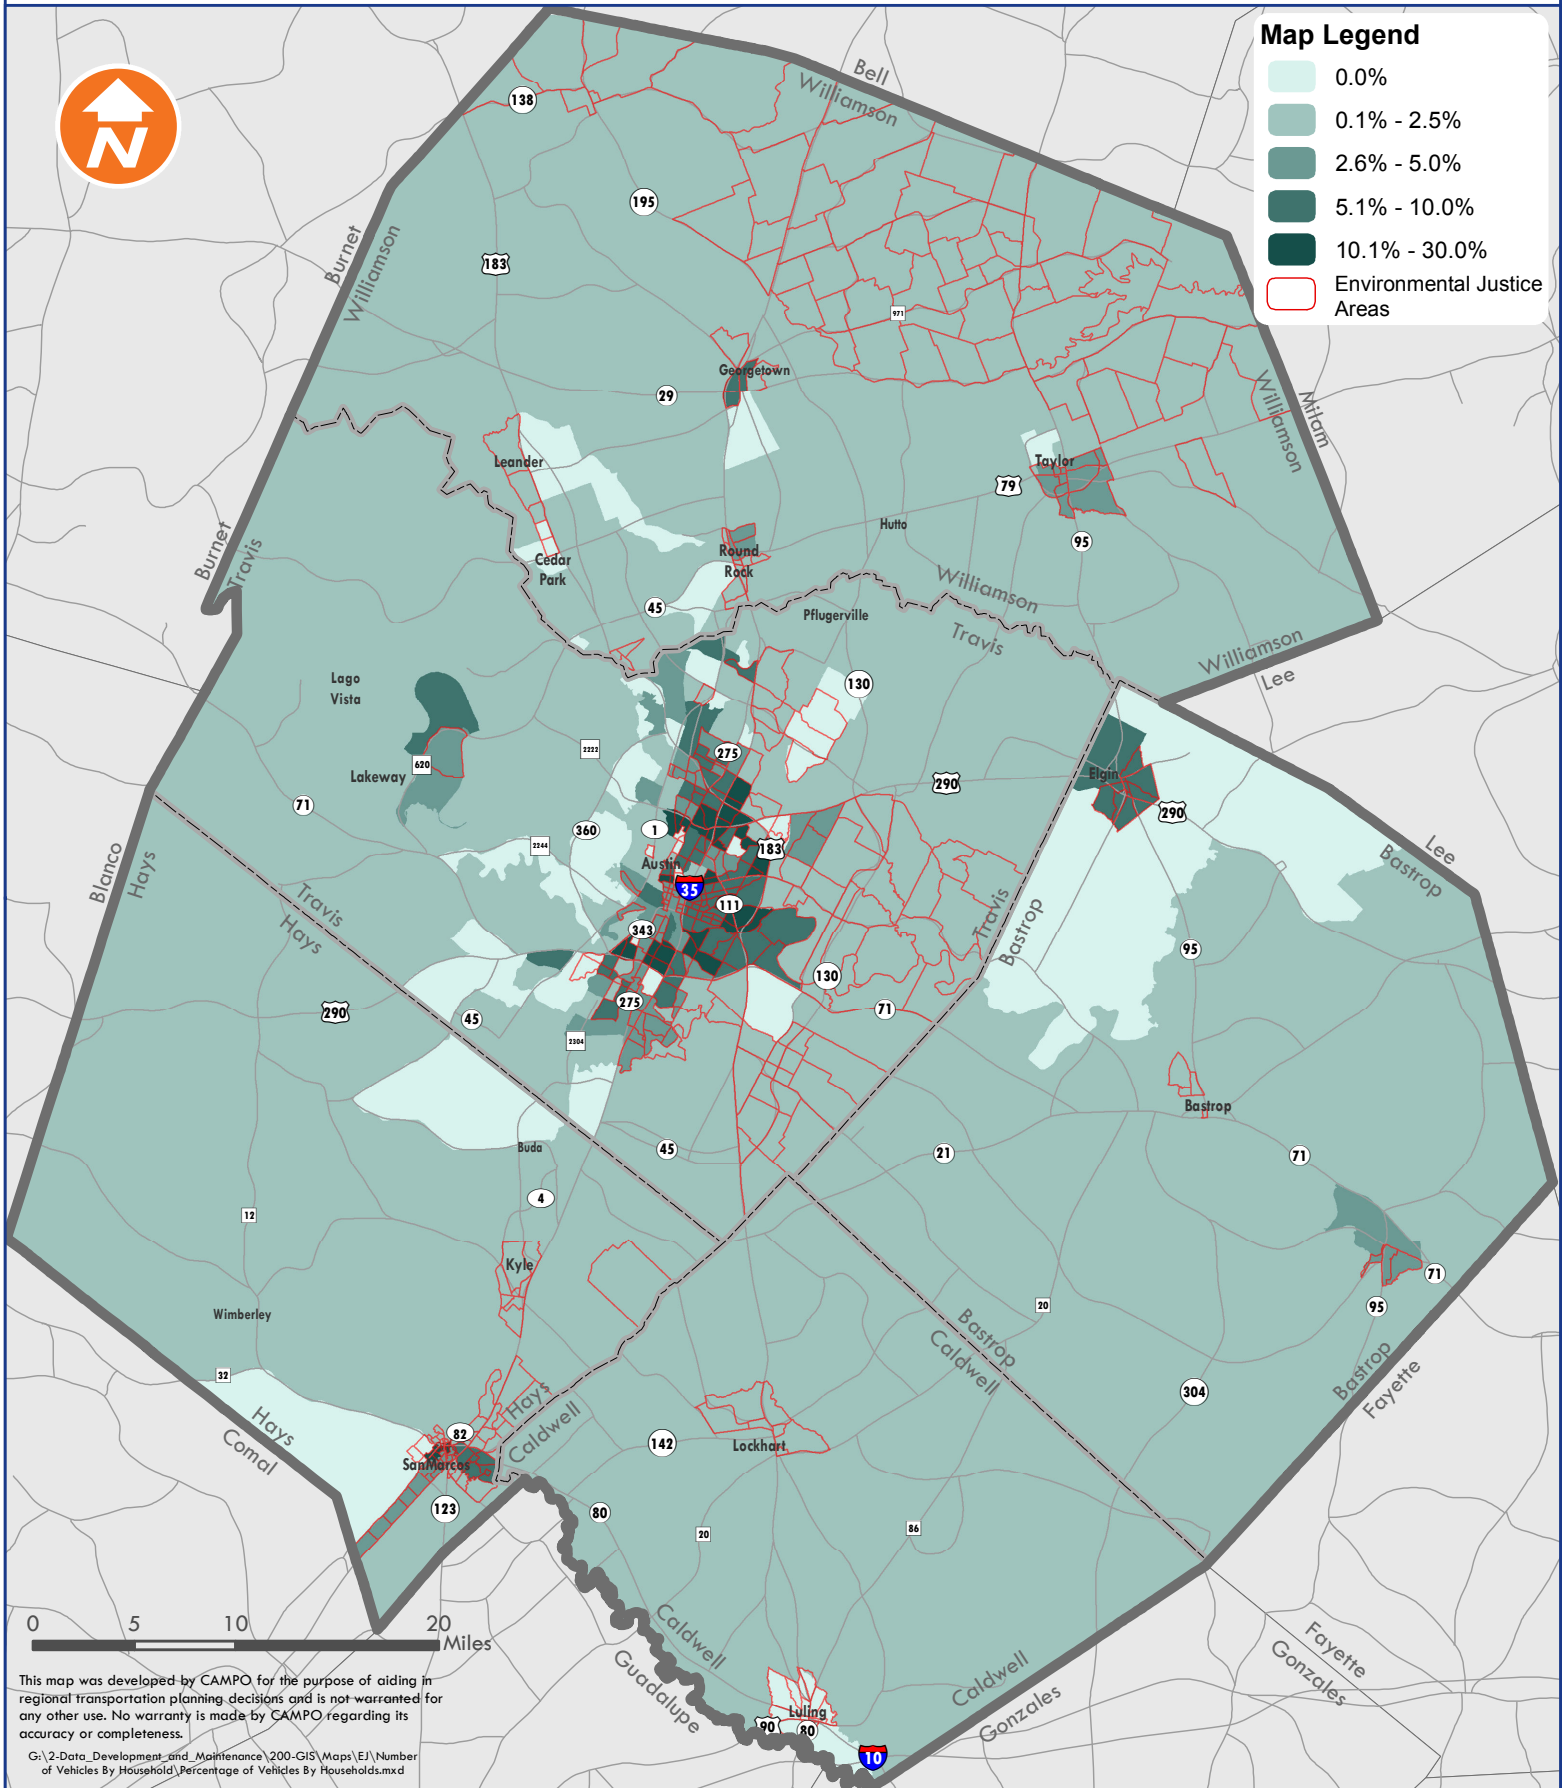 Map Legend
0.0%
0.1% - 2.5%
2.6% - 5.0%
5.1% - 10.0%
10.1% - 30.0%
Environmental Justice
Areas
N
Bell
Williamson
138
195
183
Burnet
Williamson
971
Georgetown
29
Milam
Williamson
Leander
Taylor
79
Hutto
95
Round
Rock
Cedar
Park
Burnet
Travis
45
Williamson
Pflugerville
Travis
Williamson
Lee
Lago
Vista
130
2222
275
620
Lakeway
Elgin
290
290
71
360
1
183
2244
Austin
35
111
Lee
Bastrop
Blanco
Hays
Travis
Hays
343
Travis
Bastrop
95
130
290
45
275
71
2304
Bastrop
Buda
45
21
71
4
12
Kyle
71
20
95
Wimberley
Bastrop
Caldwell
Bastrop
Fayette
32
Hays
Comal
Hays
Caldwell
304
82
142
Lockhart
SanMarcos
123
80
20
86
0 5 10 20
Miles
Caldwell
Guadalupe
Caldwell
Gonzales
Fayette
Gonzales
Luling
90
80
10
This map was developed by CAMPO for the purpose of aiding in
regional transportation planning decisions and is not warranted for
any other use. No warranty is made by CAMPO regarding its
accuracy or completeness.
G:\2-Data_Development_and_Maintenance\200-GIS\Maps\EJ\Number
of Vehicles By Household\Percentage of Vehicles By Households.mxd